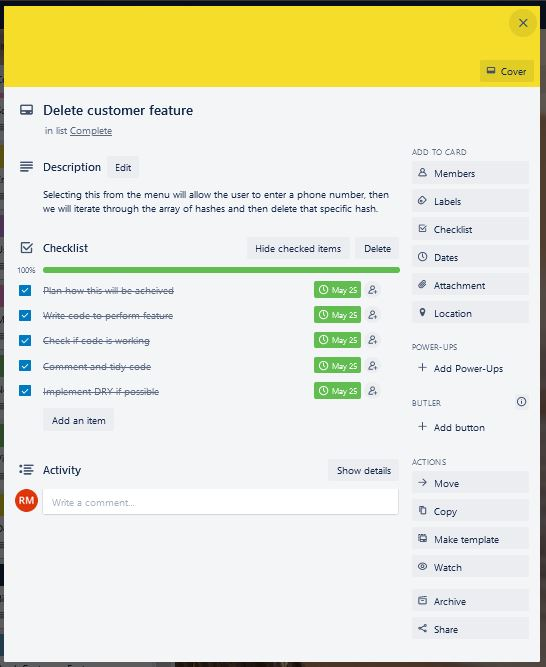 Cover
Delete customer feature
in list Complete
Description Edit
Selecting this from the menu will allow the user to enter a phone number, then
we will iterate through the array of hashes and then delete that specific hash.
Checklist Hide checked items Delete
100%
Plan how this will be acheived May 25
Write code to perform feature May 25
Check if code is working May 25
Comment and tidy code May 25
Implement DRY if possible May 25
Add an item
Activity Show details
RM Write a comment...
ADD TO CARD
Members
Labels
Checklist
Dates
Attachment
Location
POWER-UPS
+ Add Power-Ups
BUTLER
+ Add button
ACTIONS
Move
Copy
Make template
Watch
Archive
Share